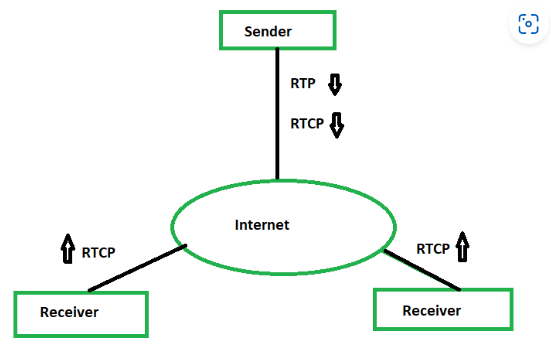 Sender
RTP
RTCP
Internet
RTCP
RTCP
Receiver
Receiver